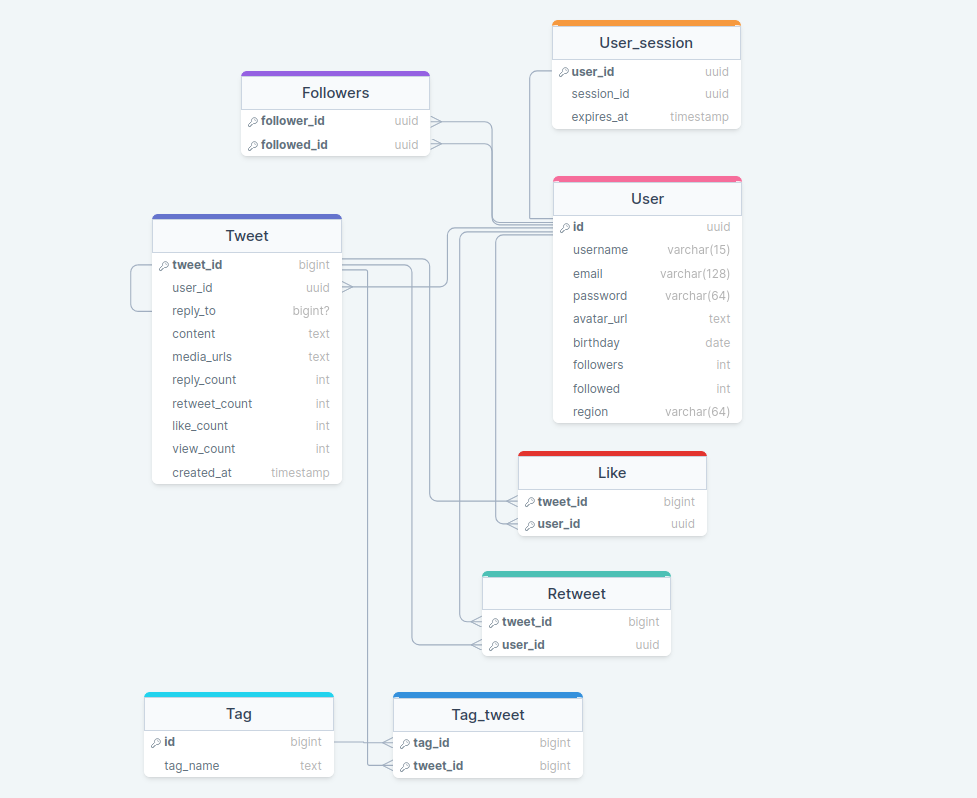 User_session
user_id uuid
session_id uuid
expires_at timestamp
Followers
follower_id uuid
followed_id uuid
User
id uuid
username varchar(15)
email varchar(128)
password varchar(64)
avatar_url text
birthday date
followers int
followed int
region varchar(64)
Tweet
tweet_id bigint
user_id uuid
reply_to bigint?
content text
media_urls text
reply_count int
retweet_count int
like_count int
view_count int
created_at timestamp
Like
tweet_id bigint
user_id uuid
Retweet
tweet_id bigint
user_id uuid
Tag
id bigint
tag_name text
Tag_tweet
tag_id bigint
tweet_id bigint